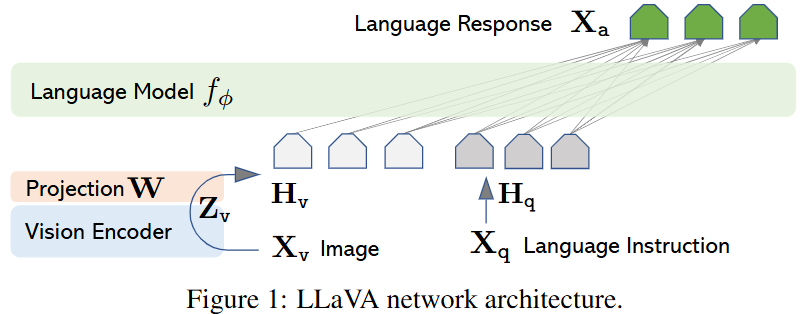 Language Response X_a
Language Model f_ϕ
Projection W
Z_v
H_v
H_q
Vision Encoder
X_v Image
X_q Language Instruction
Figure 1: LLaVA network architecture.